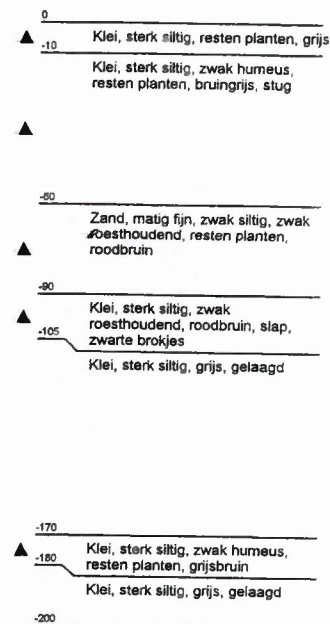 0
Klei, sterk siltig, resten planten, grijs
-10
Klei, sterk siltig, zwak humeus,
resten planten, bruingrijs, stug
-60
Zand, matig fijn, zwak siltig, zwak
roesthoudend, resten planten,
roodbruin
-90
Klei, sterk siltig, zwak
roesthoudend, roodbruin, slap,
zwarte brokjes
-105
Klei, sterk siltig, grijs, gelaagd
-170
Klei, sterk siltig, zwak humeus,
resten planten, grijsbruin
-180
Klei, sterk siltig, grijs, gelaagd
-200